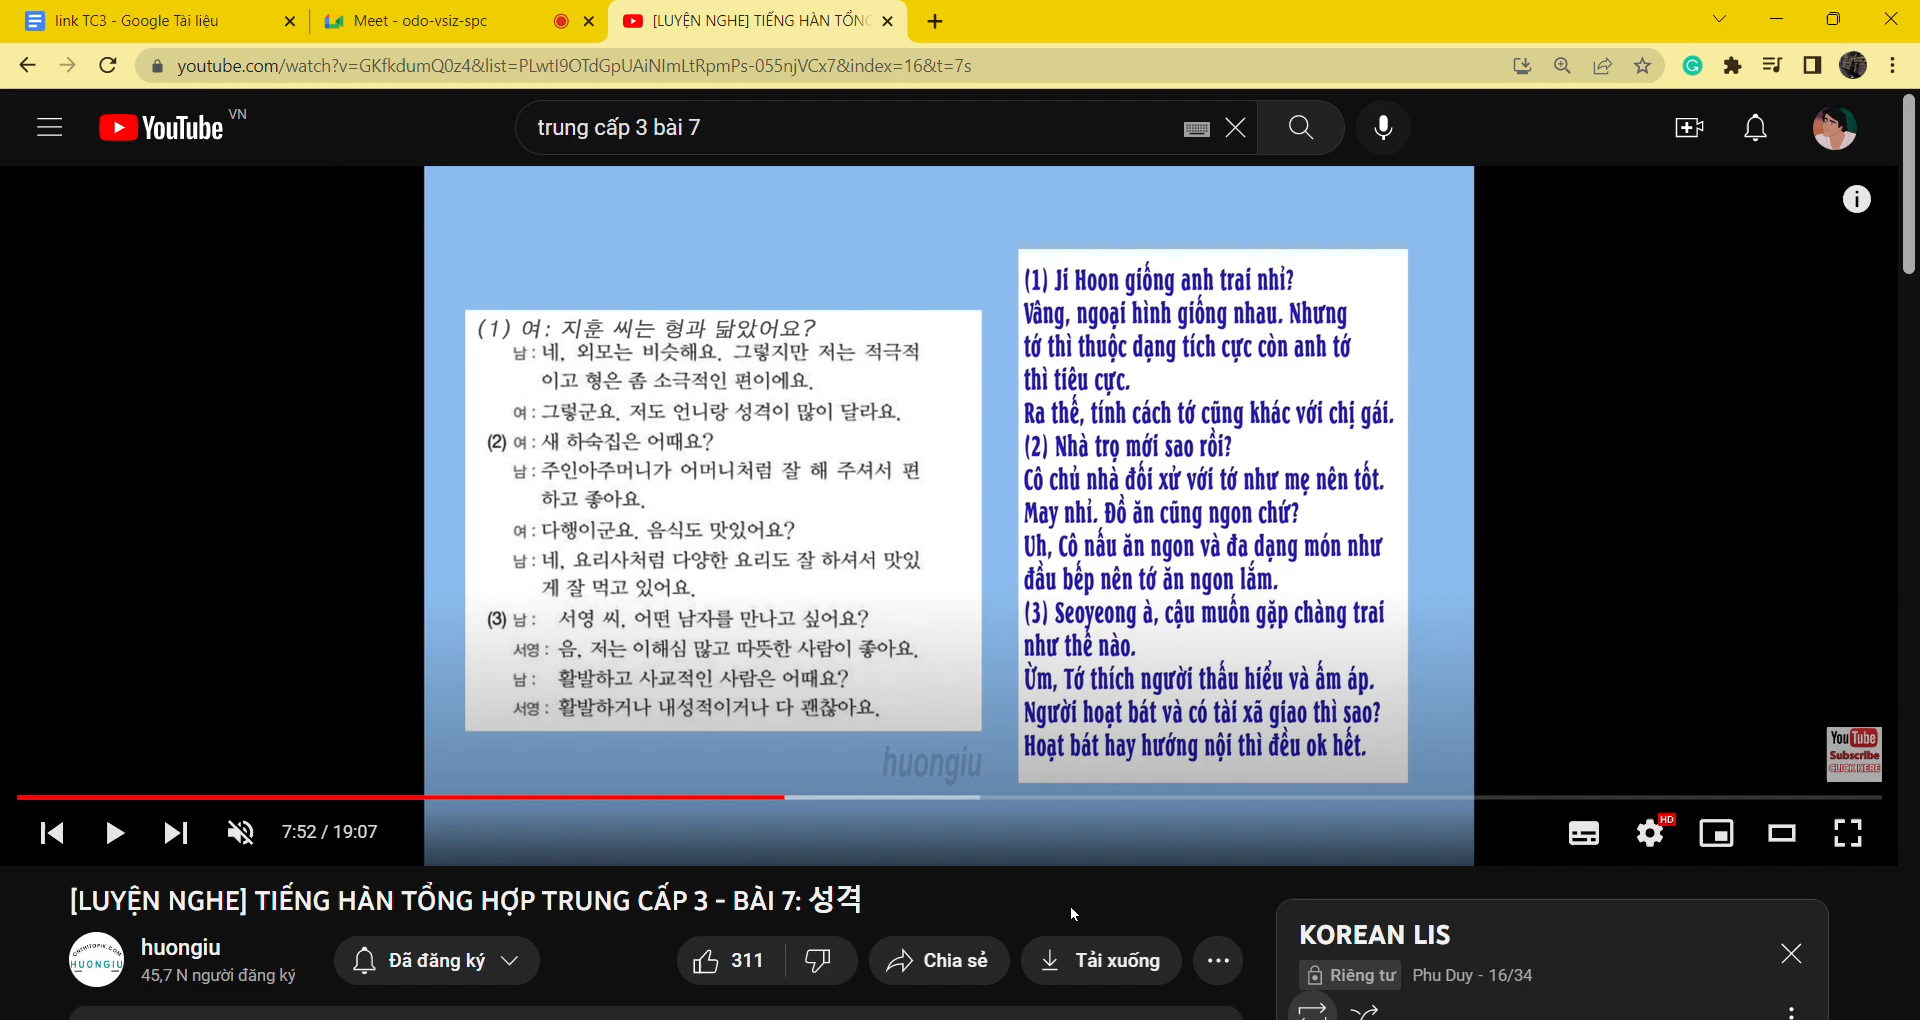 link TC3 - Google Tài liệu
Meet - odo-vsiz-spc
[LUYỆN NGHE] TIẾNG HÀN TỔNG
youtube.com/watch?v=GKfkdumQ0z4&list=PLwtI9OTdGpUAiNImLtRpmPs-055njVCx7&index=16&t=7s
YouTube VN
trung cấp 3 bài 7
(1) 여: 지훈 씨는 형과 닮았어요?
남: 네, 외모는 비슷해요. 그렇지만 저는 적극적
이고 형은 좀 소극적인 편이에요.
여: 그렇군요. 저도 언니랑 성격이 많이 달라요.
(2) 여: 새 하숙집은 어때요?
남: 주인아주머니가 어머니처럼 잘 해 주셔서 편
하고 좋아요.
여: 다행이군요. 음식도 맛있어요?
남: 네, 요리사처럼 다양한 요리도 잘 하셔서 맛있
게 잘 먹고 있어요.
(3) 남: 서영 씨, 어떤 남자를 만나고 싶어요?
서영: 음, 저는 이해심 많고 따뜻한 사람이 좋아요.
남: 활발하고 사교적인 사람은 어때요?
서영: 활발하거나 내성적이거나 다 괜찮아요.
huongiu
(1) Ji Hoon giống anh trai nhỉ?
Vâng, ngoại hình giống nhau. Nhưng
tớ thì thuộc dạng tích cực còn anh tớ
thì tiêu cực.
Ra thế, tính cách tớ cũng khác với chị gái.
(2) Nhà trọ mới sao rồi?
Cô chủ nhà đối xử với tớ như mẹ nên tốt.
May nhỉ. Đồ ăn cũng ngon chứ?
Uh, Cô nấu ăn ngon và đa dạng món như
đầu bếp nên tớ ăn ngon lắm.
(3) Seoyeong à, cậu muốn gặp chàng trai
như thế nào.
Ừm, Tớ thích người thấu hiểu và ấm áp.
Người hoạt bát và có tài xã giao thì sao?
Hoạt bát hay hướng nội thì đều ok hết.
You Tube
Subscribe
CLICK HERE
7:52 / 19:07
HD
[LUYỆN NGHE] TIẾNG HÀN TỔNG HỢP TRUNG CẤP 3 - BÀI 7: 성격
ONTHITOPIK.COM
HUONGIU
huongiu
45,7 N người đăng ký
Đã đăng ký
311
Chia sẻ
Tải xuống
KOREAN LIS
Riêng tư
Phu Duy - 16/34